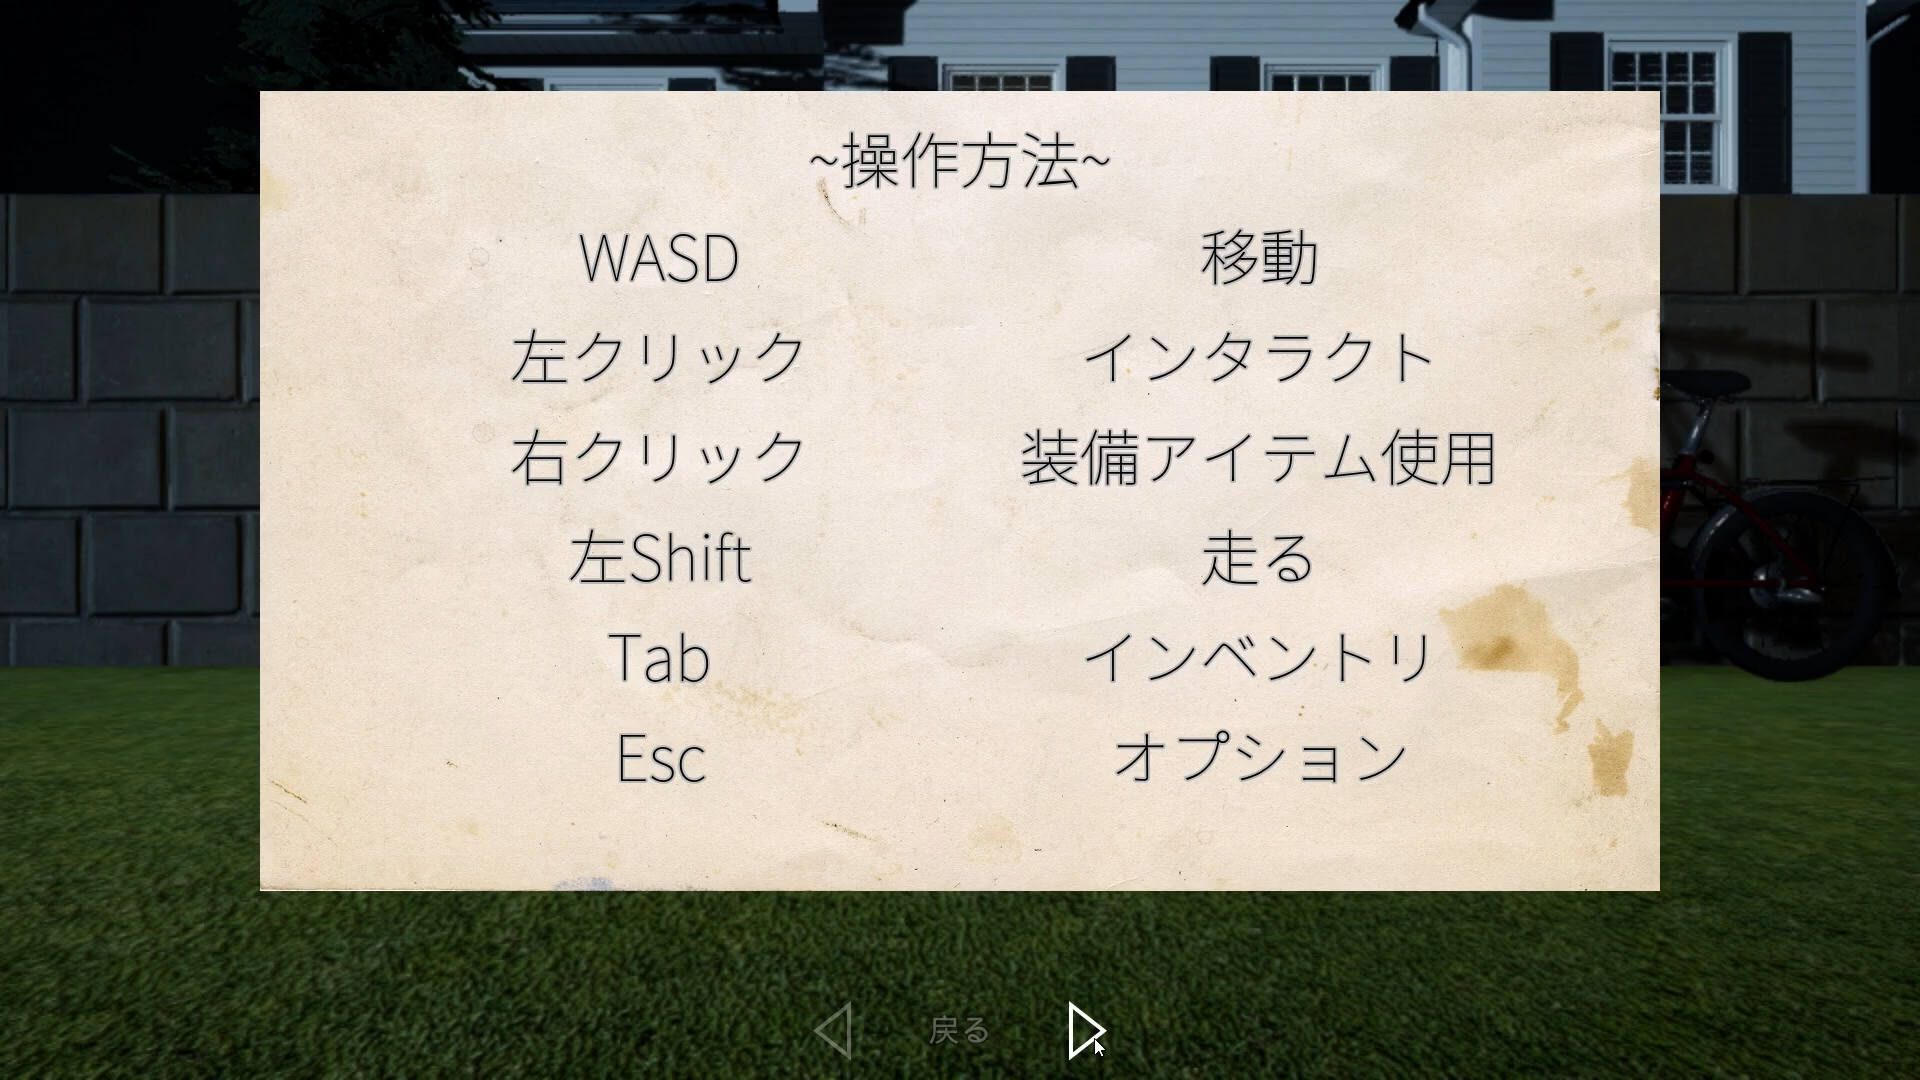 ~操作方法~
WASD 移動
左クリック インタラクト
右クリック 装備アイテム使用
左Shift 走る
Tab インベントリ
Esc オプション
戻る